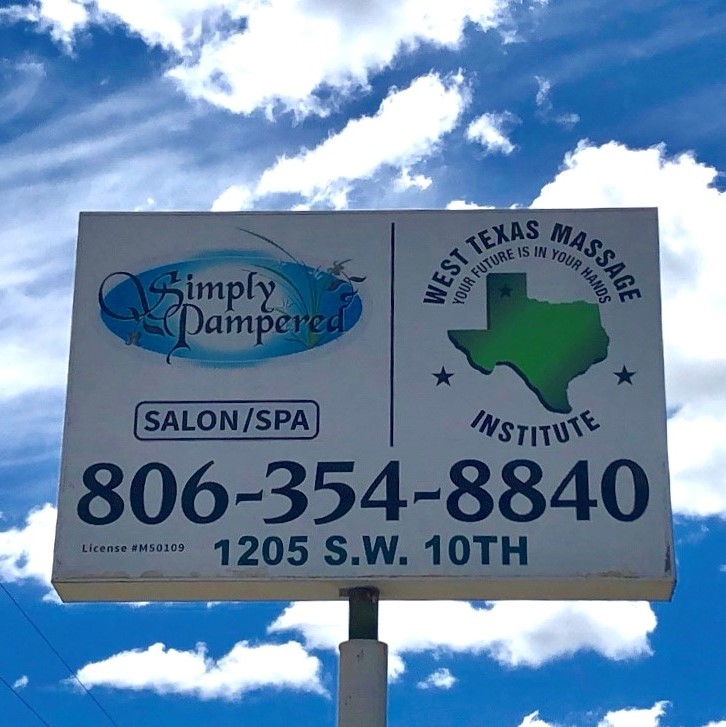 Simply
Pampered
SALON/SPA
WEST TEXAS MASSAGE
YOUR FUTURE IS IN YOUR HANDS
INSTITUTE
806-354-8840
License #M50109
1205 S.W. 10TH